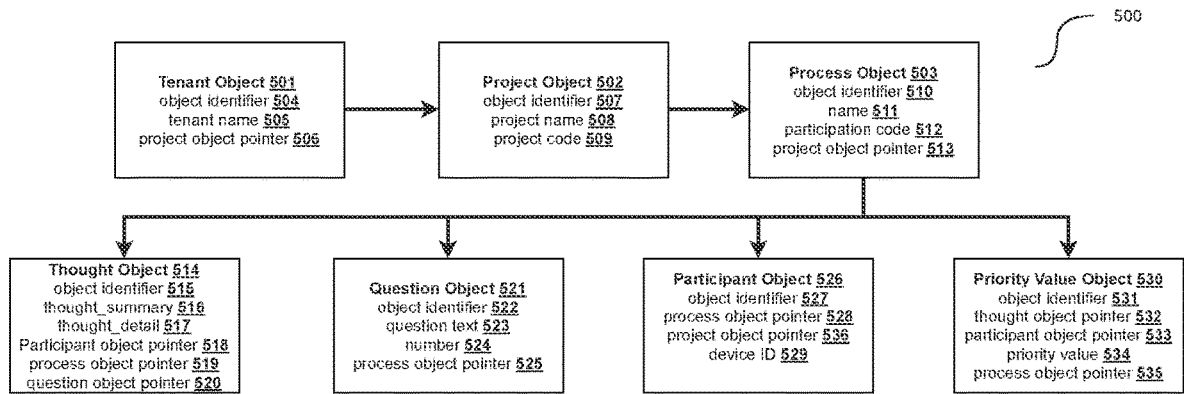 500
Tenant Object 501
object identifier 504
tenant name 505
project object pointer 506
Project Object 502
object identifier 507
project name 508
project code 509
Process Object 503
object identifier 510
name 511
participation code 512
project object pointer 513
Thought Object 514
object identifier 515
thought_summary 516
thought_detail 517
Participant object pointer 518
process object pointer 519
question object pointer 520
Question Object 521
object identifier 522
question text 523
number 524
process object pointer 525
Participant Object 526
object identifier 527
process object pointer 528
project object pointer 536
device ID 529
Priority Value Object 530
object identifier 531
thought object pointer 532
participant object pointer 533
priority value 534
process object pointer 535